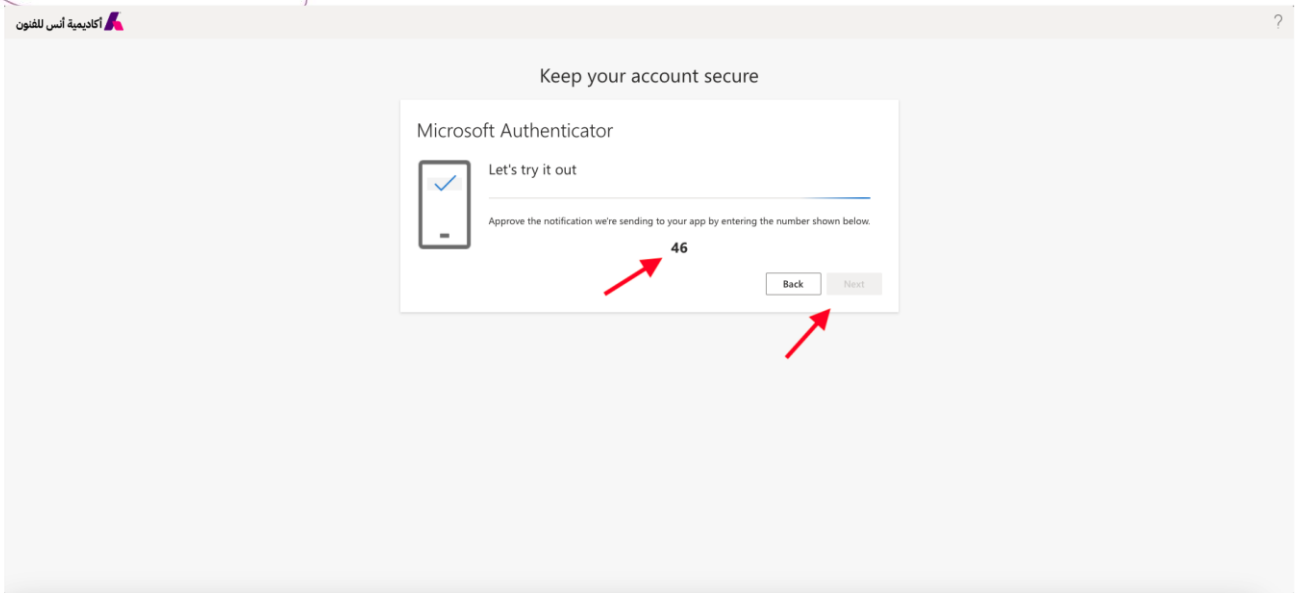 أكاديمية أنس للفنون
?
Keep your account secure
Microsoft Authenticator
Let's try it out
Approve the notification we're sending to your app by entering the number shown below.
46
Back
Next